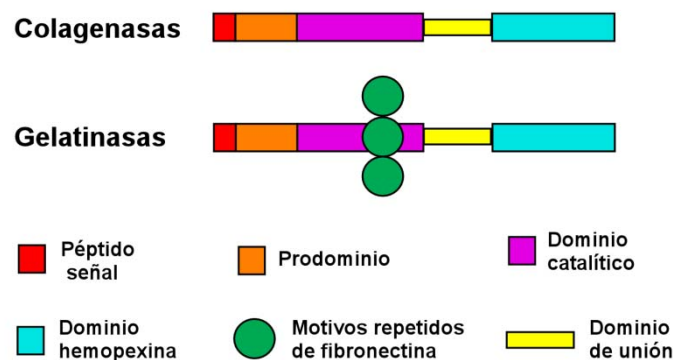 Colagenasas
Gelatinasas
Péptido
señal
Prodominio
Dominio
catalítico
Dominio
hemopexina
Motivos repetidos
de fibronectina
Dominio
de unión